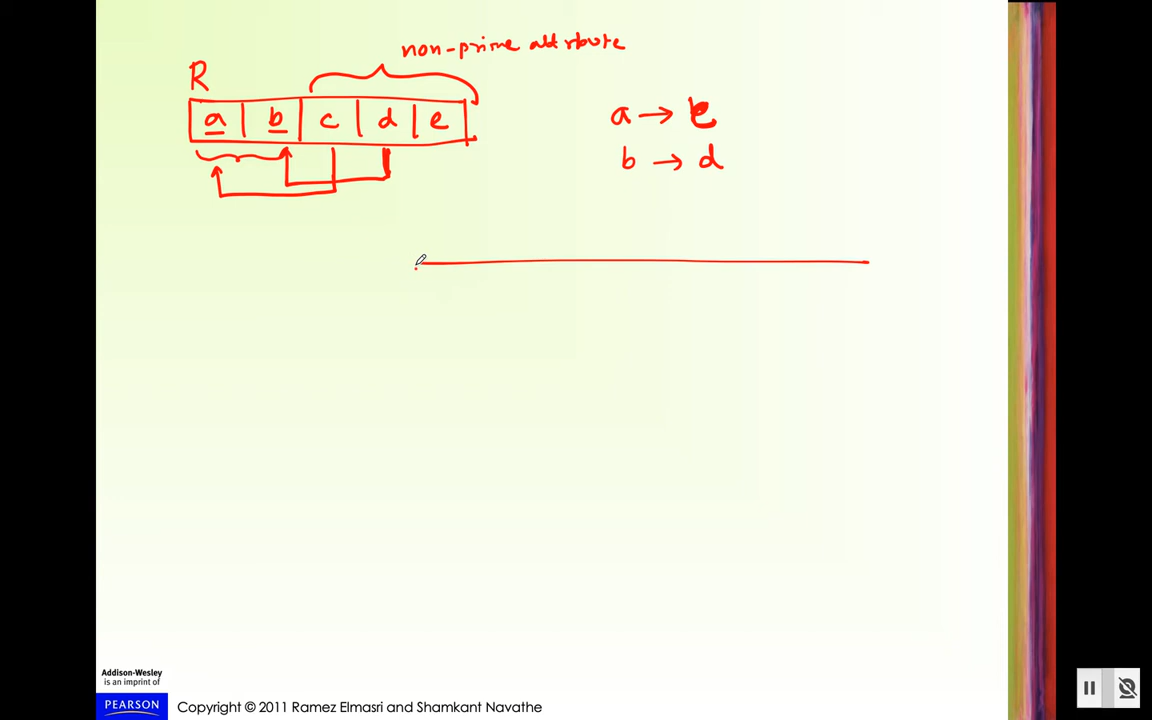 non-prime attribute
R
a b c d e
a → e
b → d
Addison-Wesley
is an imprint of
PEARSON
Copyright © 2011 Ramez Elmasri and Shamkant Navathe